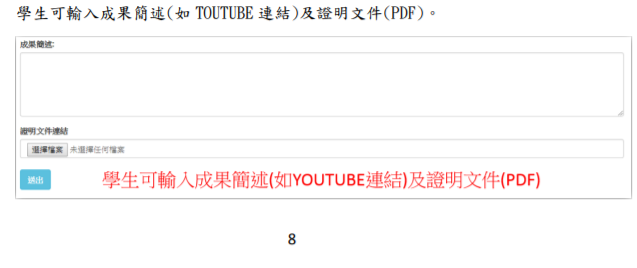 學生可輸入成果簡述(如 TOUTUBE 連結)及證明文件(PDF)。
成果簡述:
證明文件連結
選擇檔案 未選擇任何檔案
送出
學生可輸入成果簡述(如YOUTUBE連結)及證明文件(PDF)
8